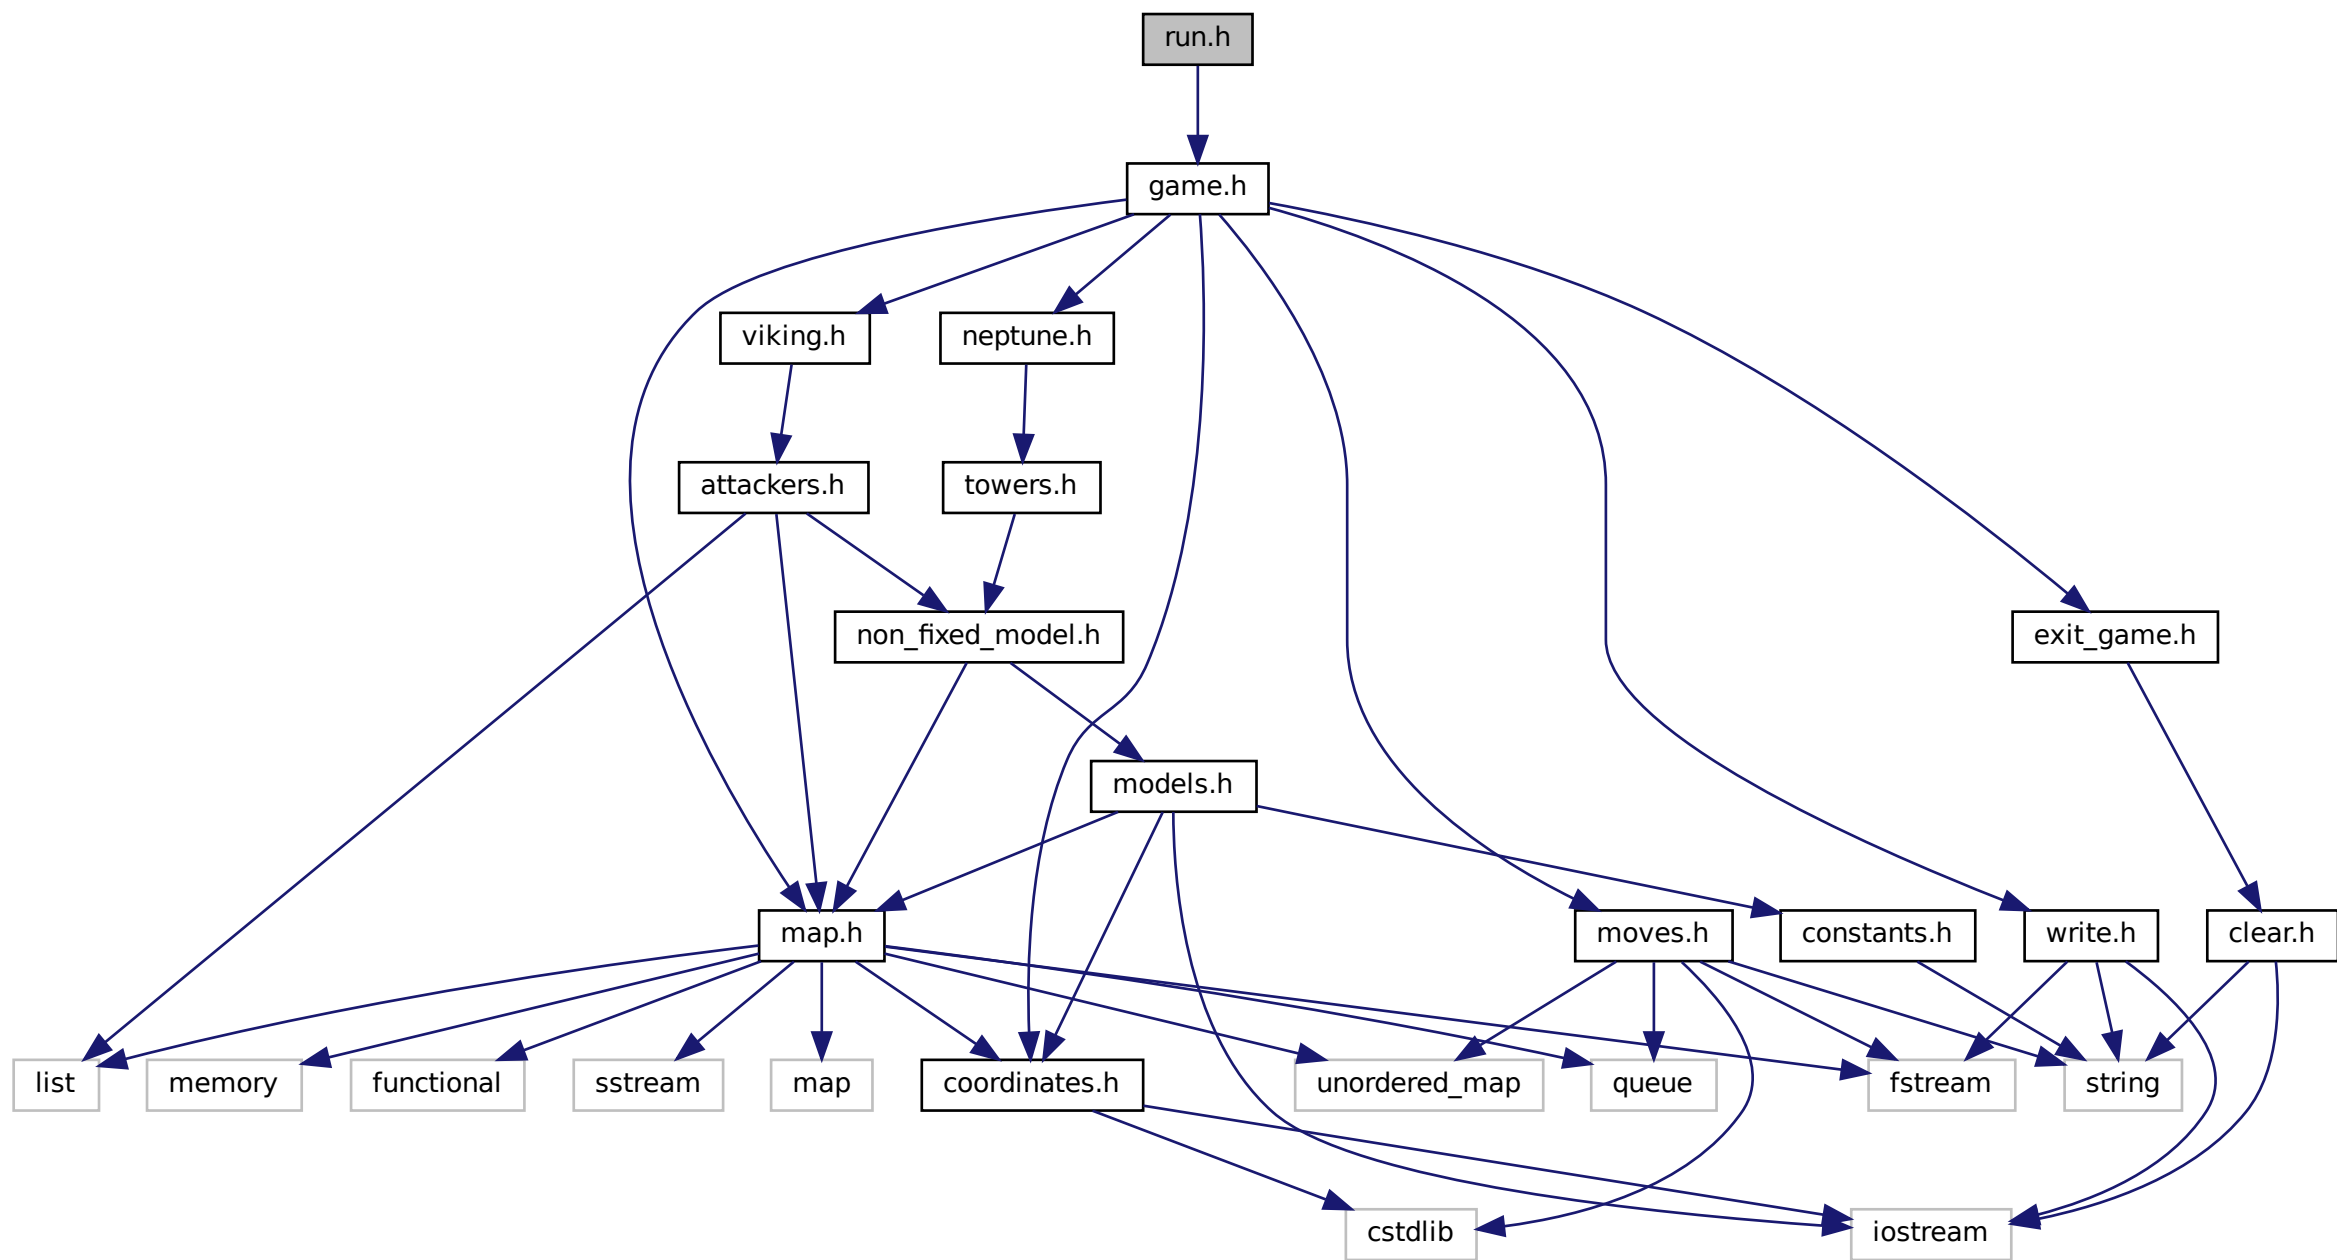 run.h
game.h
viking.h
neptune.h
attackers.h
towers.h
non_fixed_model.h
exit_game.h
models.h
map.h
moves.h
constants.h
write.h
clear.h
list
memory
functional
sstream
map
coordinates.h
unordered_map
queue
fstream
string
cstdlib
iostream